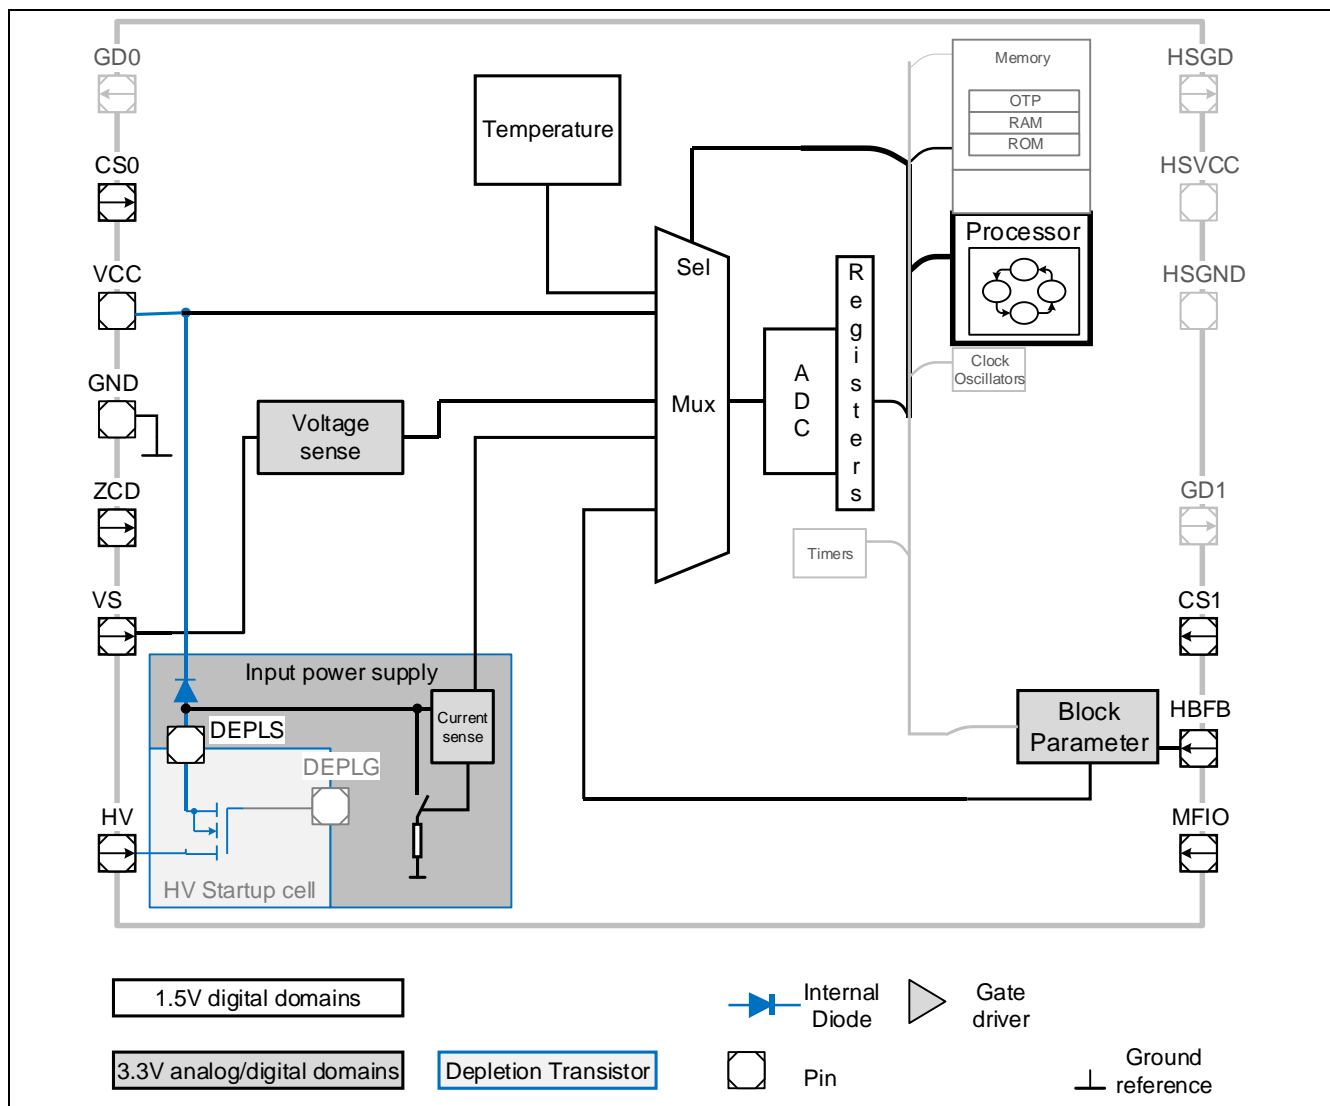 GD0
CS0
VCC
GND
ZCD
VS
HV
Temperature
Voltage
sense
Input power supply
DEPLS
DEPLG
Current
sense
HV Startup cell
Sel
Mux
A
D
C
R
e
g
i
s
t
e
r
s
Memory
OTP
RAM
ROM
Processor
Clock
Oscillators
Timers
Block
Parameter
HSGD
HSVCC
HSGND
GD1
CS1
HBFB
MFIO
1.5V digital domains
3.3V analog/digital domains
Depletion Transistor
Internal
Diode
Gate
driver
Pin
Ground
reference